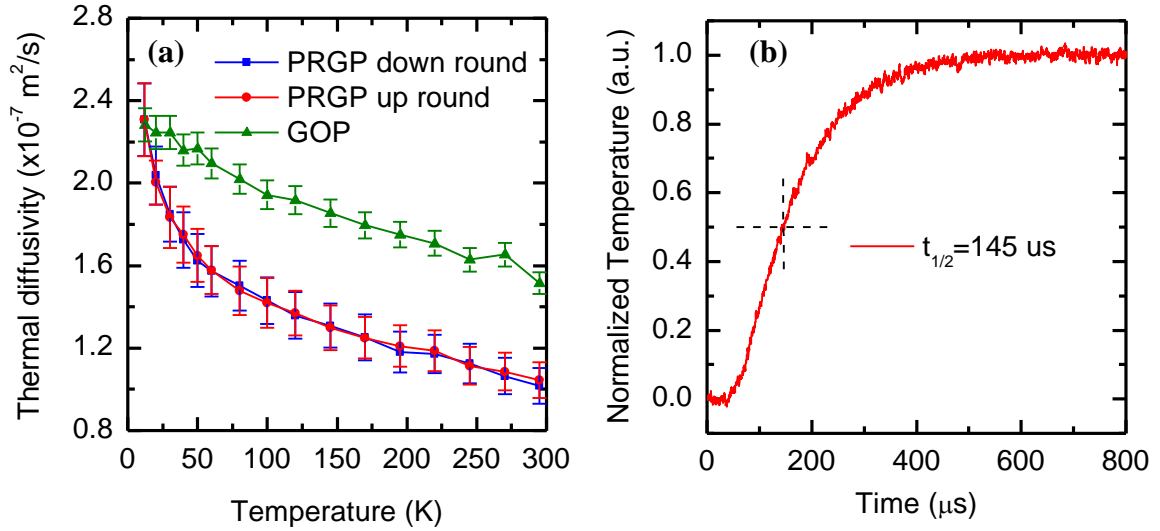 (a)
PRGP down round
PRGP up round
GOP
Thermal diffusivity (x10⁻⁷ m²/s)
2.8
2.4
2.0
1.6
1.2
0.8
0 50 100 150 200 250 300
Temperature (K)
(b)
t1/2=145 us
Normalized Temperature (a.u.)
1.0
0.8
0.6
0.4
0.2
0.0
0 200 400 600 800
Time (μs)